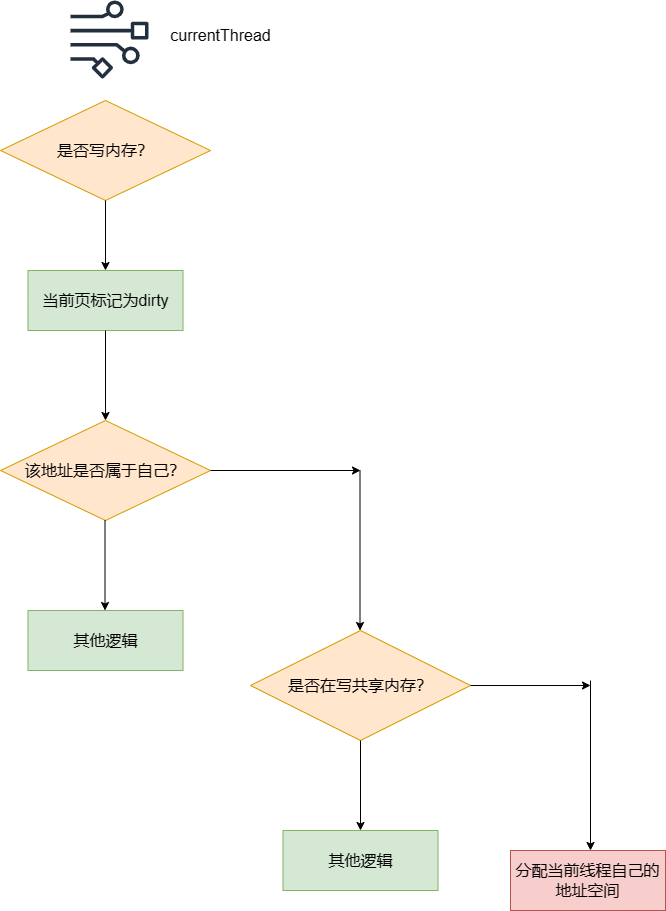 currentThread
是否写内存？
当前页标记为dirty
该地址是否属于自己？
其他逻辑
是否在写共享内存？
其他逻辑
分配当前线程自己的
地址空间